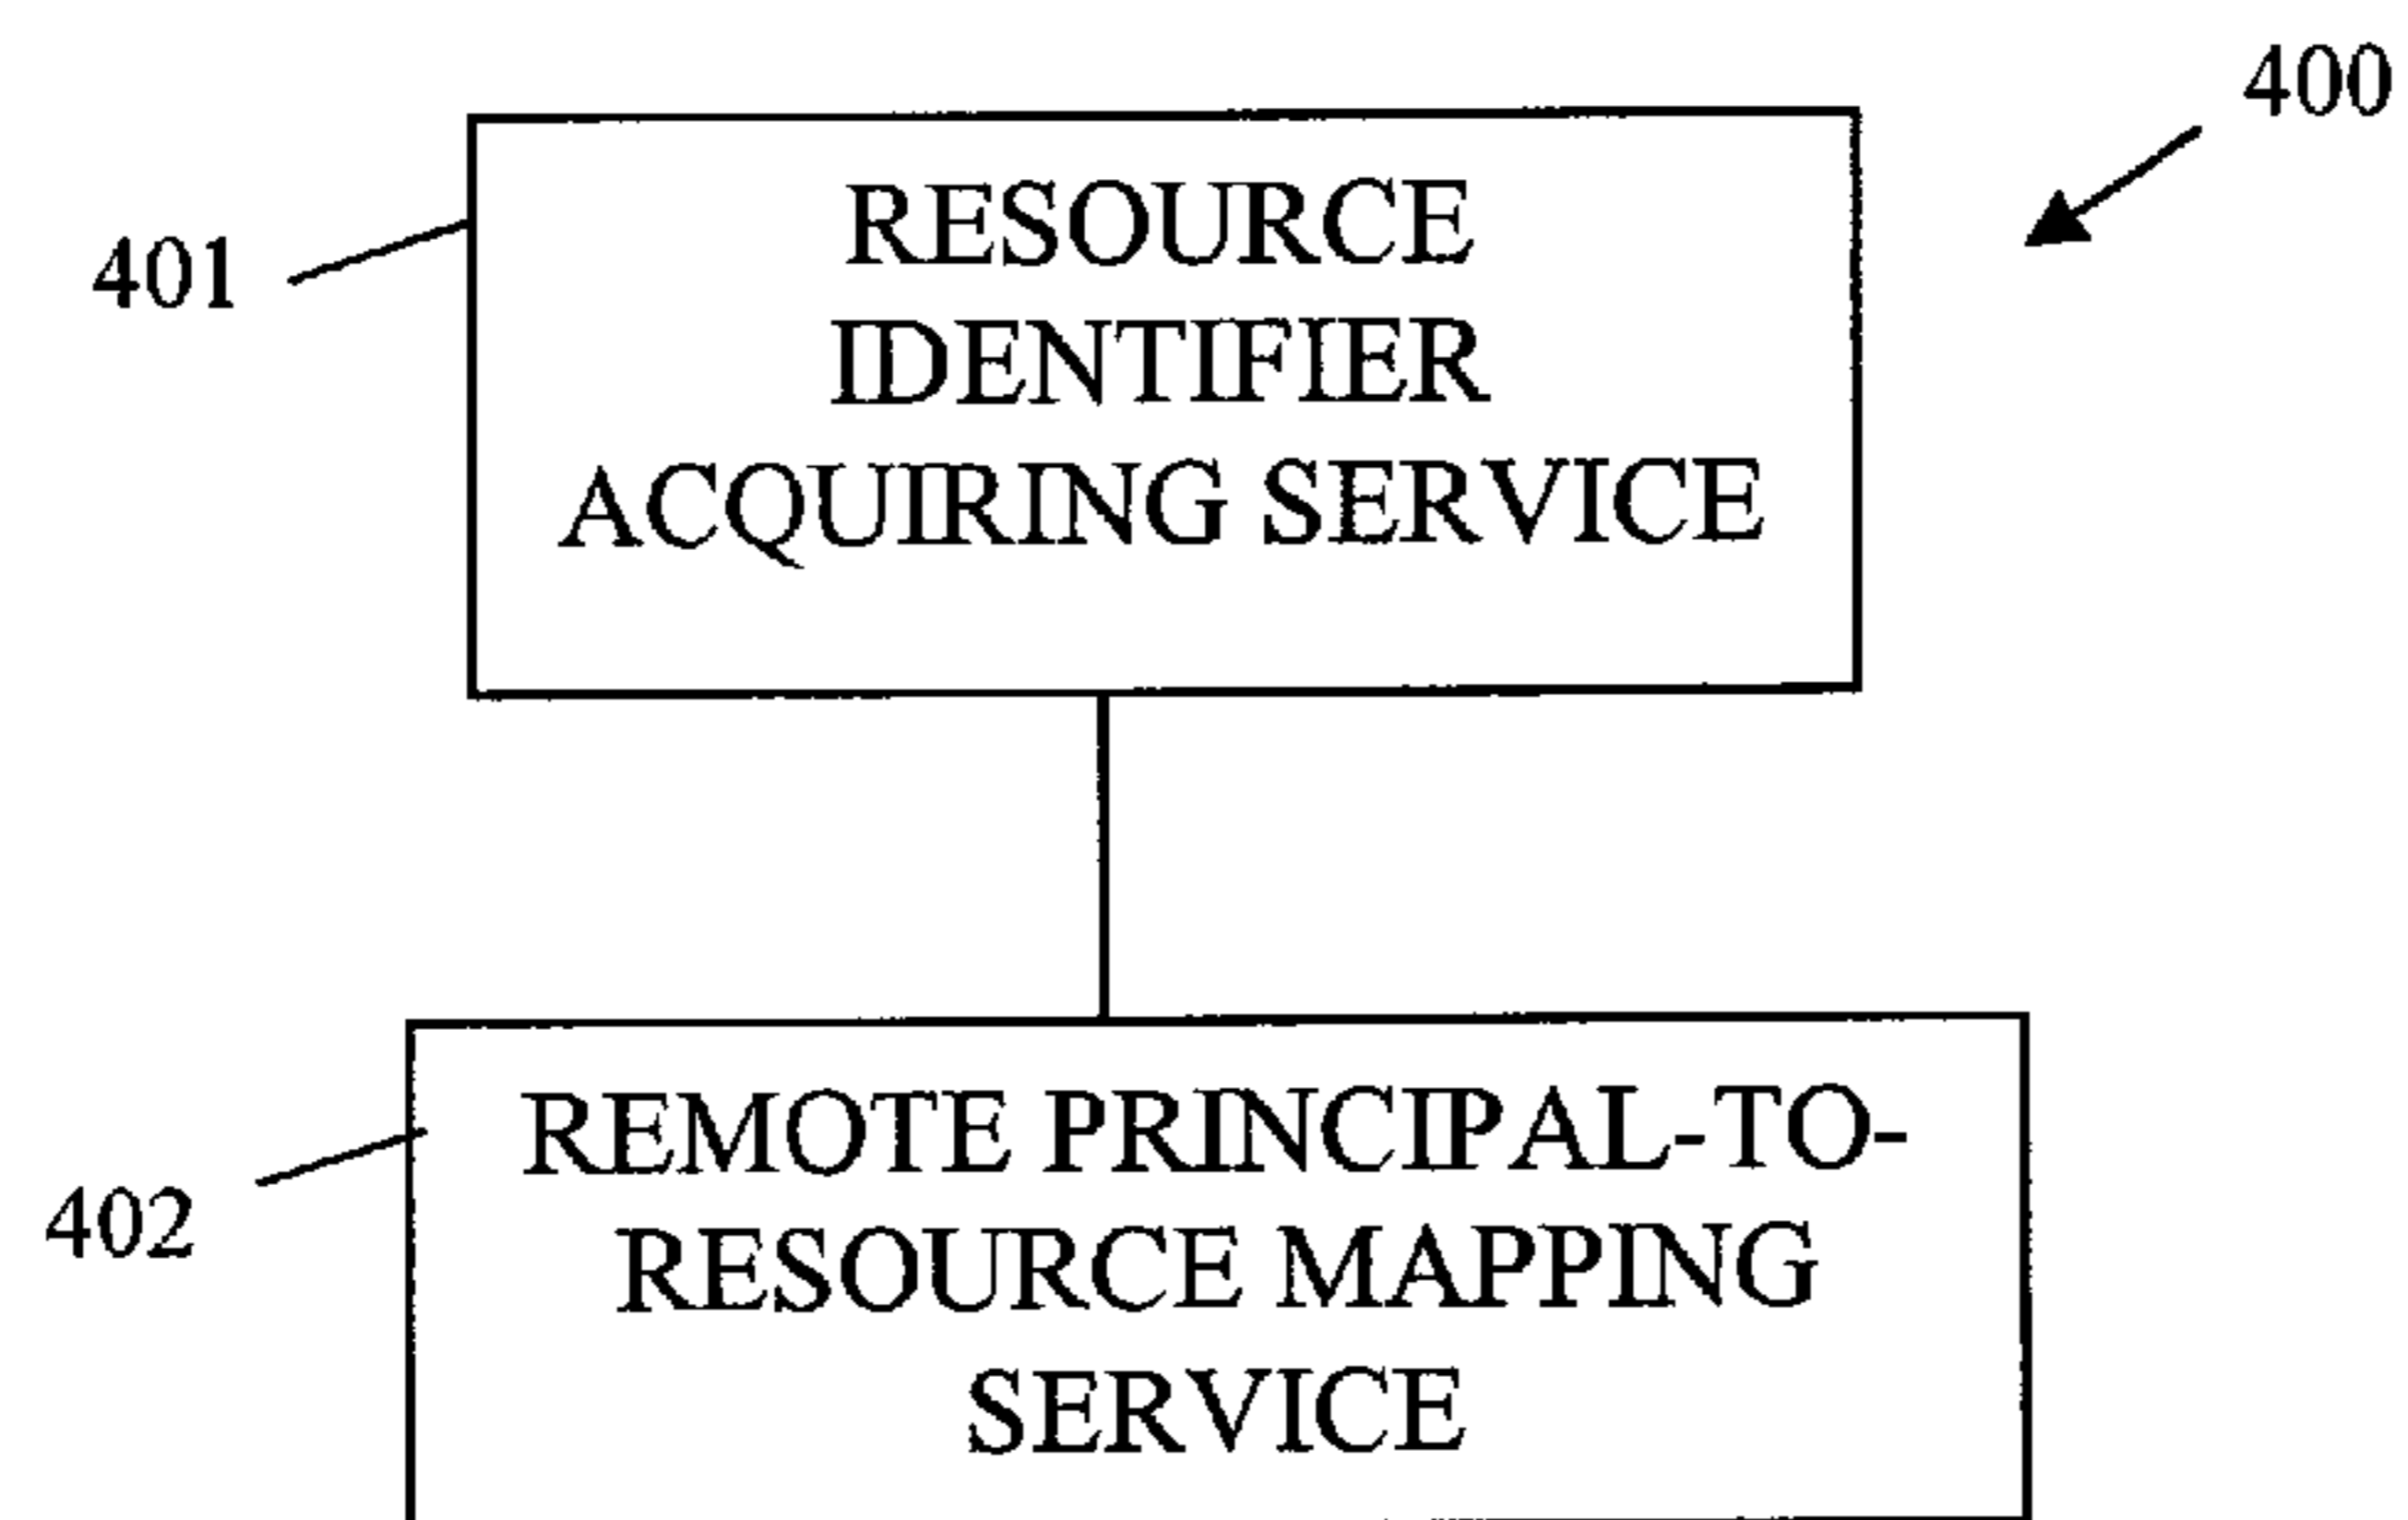 400
401
RESOURCE
IDENTIFIER
ACQUIRING SERVICE
402
REMOTE PRINCIPAL-TO-
RESOURCE MAPPING
SERVICE